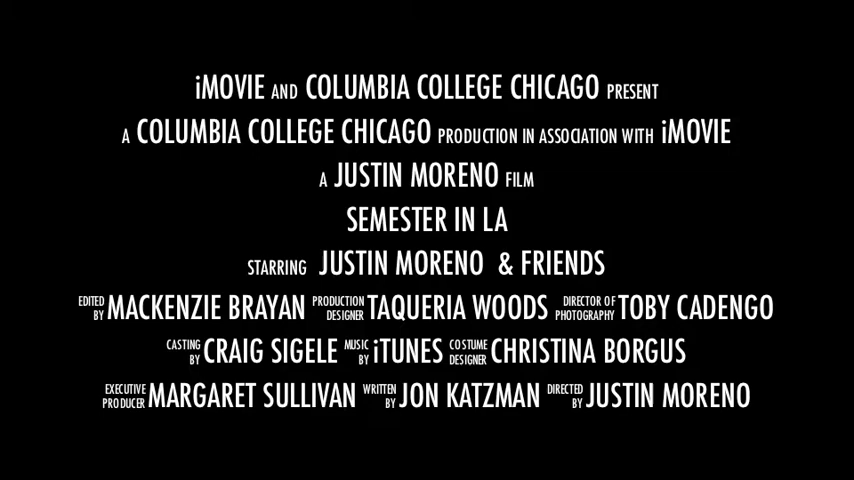 iMOVIE AND COLUMBIA COLLEGE CHICAGO PRESENT
A COLUMBIA COLLEGE CHICAGO PRODUCTION IN ASSOCIATION WITH iMOVIE
A JUSTIN MORENO FILM
SEMESTER IN LA
STARRING JUSTIN MORENO & FRIENDS
EDITED BY MACKENZIE BRAYAN PRODUCTION DESIGNER TAQUERIA WOODS DIRECTOR OF PHOTOGRAPHY TOBY CADENGO
CASTING BY CRAIG SIGELE MUSIC BY iTUNES COSTUME DESIGNER CHRISTINA BORGUS
EXECUTIVE PRODUCER MARGARET SULLIVAN WRITTEN BY JON KATZMAN DIRECTED BY JUSTIN MORENO